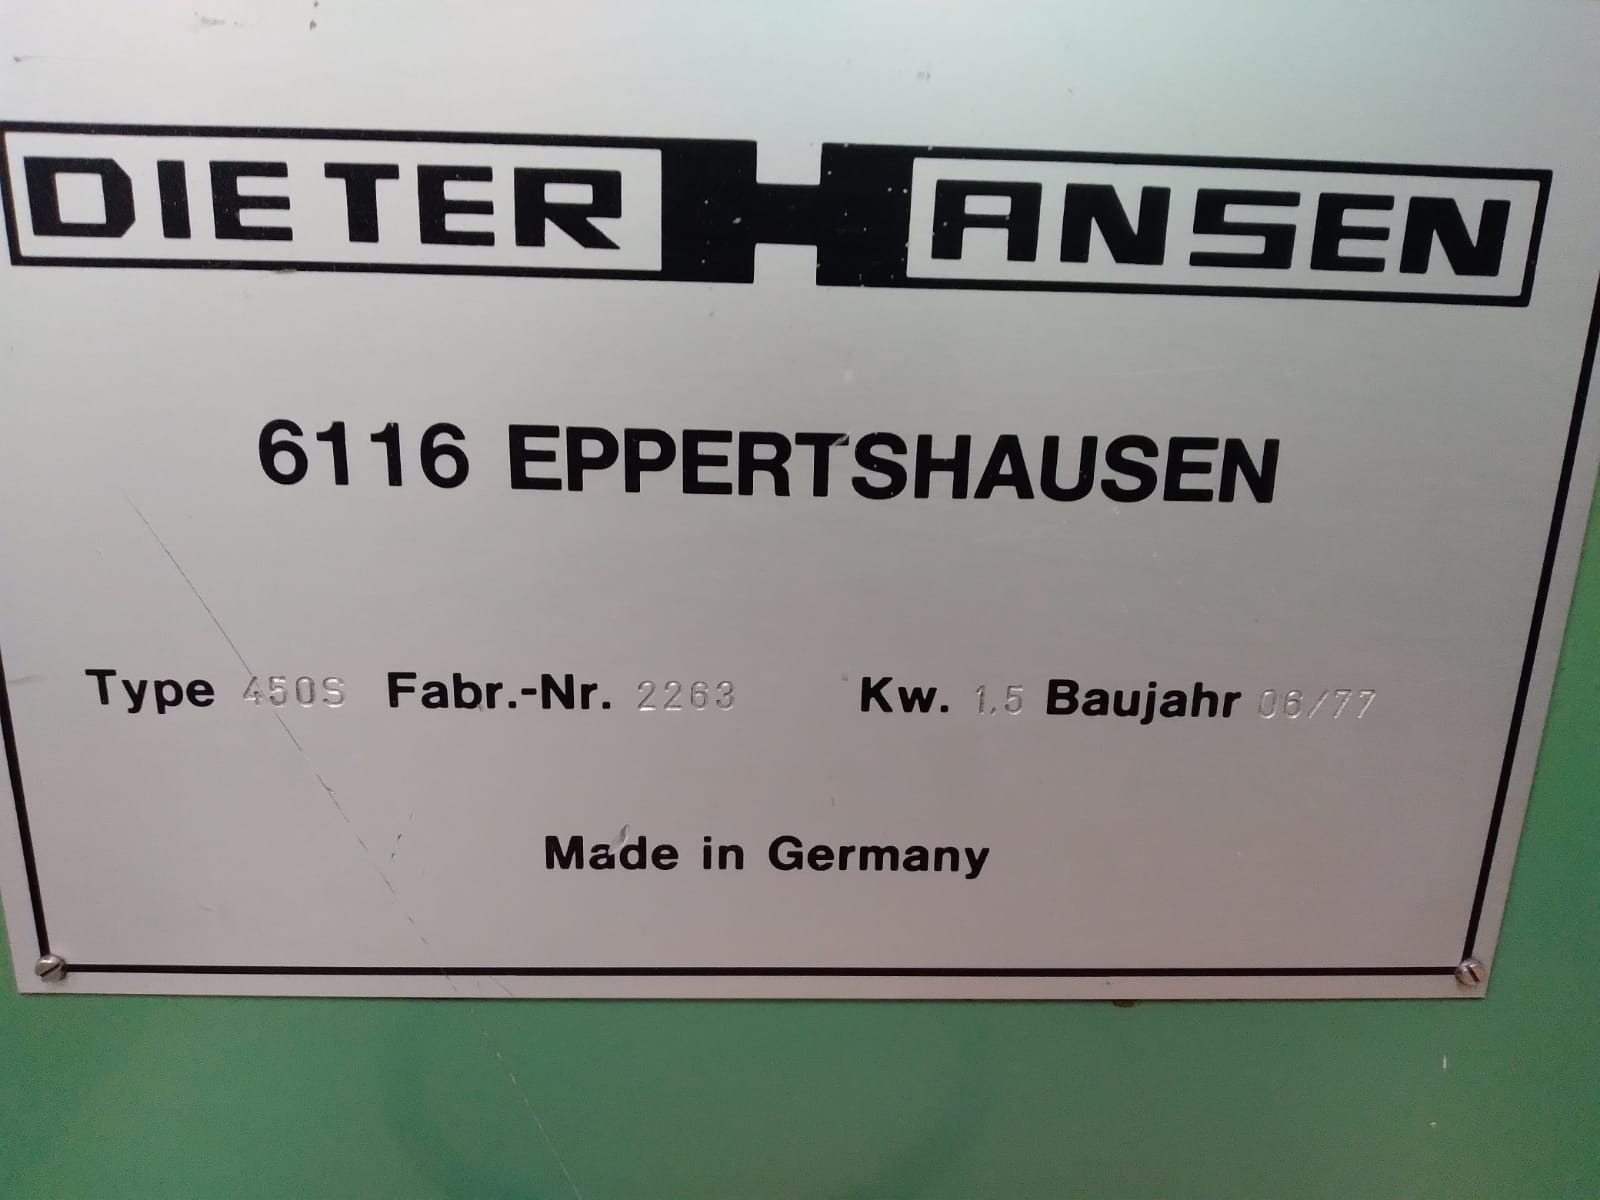 DIETER HANSEN
6116 EPPERTSHAUSEN
Type 450S Fabr.-Nr. 2263 Kw. 1,5 Baujahr 06/77
Made in Germany